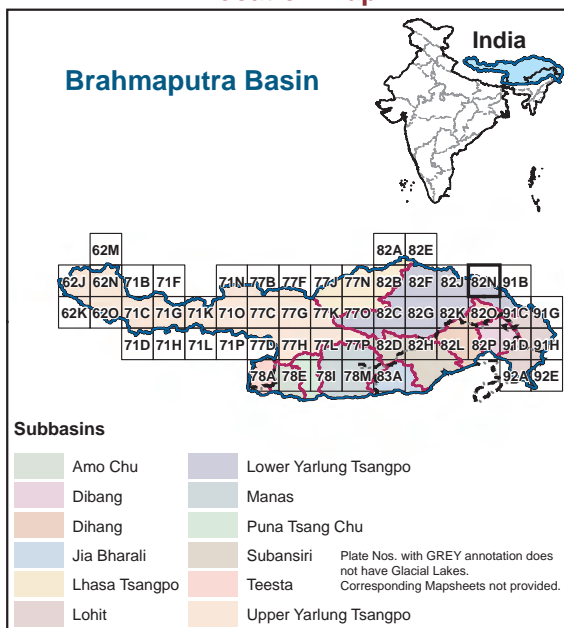 India
Brahmaputra Basin
62M 82A 82E
62J 62N 71B 71F 71N 77B 77F 77J 77N 82B 82F 82J 82N 91B
62K 62O 71C 71G 71K 71O 77C 77G 77K 77O 82C 82G 82K 82O 91C 91G
71D 71H 71L 71P 77D 77H 77L 77P 82D 82H 82L 82P 91D 91H
78A 78E 78I 78M 83A 92A 92E
Subbasins
Amo Chu Lower Yarlung Tsangpo
Dibang Manas
Dihang Puna Tsang Chu
Jia Bharali Subansiri Plate Nos. with GREY annotation does
not have Glacial Lakes.
Lhasa Tsangpo Teesta Corresponding Mapsheets not provided.
Lohit Upper Yarlung Tsangpo